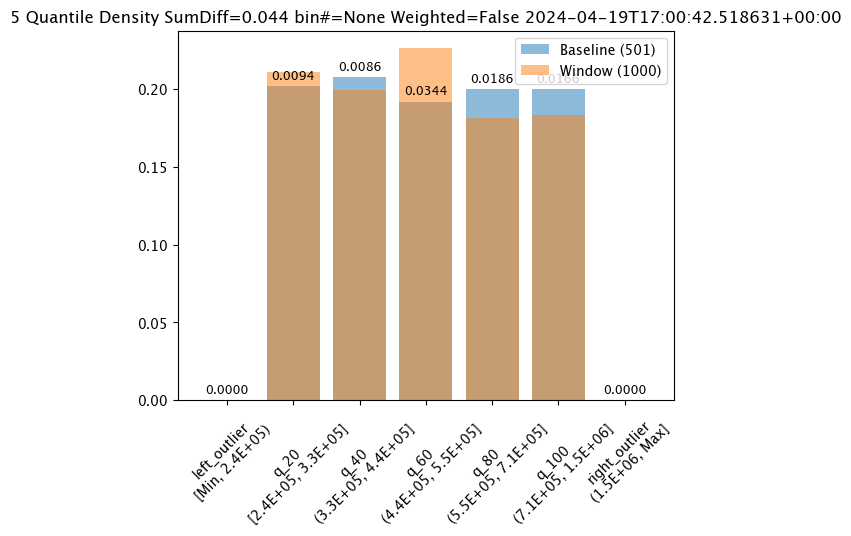 5 Quantile Density SumDiff=0.044 bin#=None Weighted=False 2024-04-19T17:00:42.518631+00:00
Baseline (501)
Window (1000)
0.0000
0.0094
0.0086
0.0344
0.0186
0.0166
0.0000
0.20
0.15
0.10
0.05
0.00
left_outlier
[Min, 2.4E+05)
q_20
[2.4E+05, 3.3E+05]
q_40
(3.3E+05, 4.4E+05]
q_60
(4.4E+05, 5.5E+05]
q_80
(5.5E+05, 7.1E+05]
q_100
(7.1E+05, 1.5E+06]
right_outlier
(1.5E+06, Max]